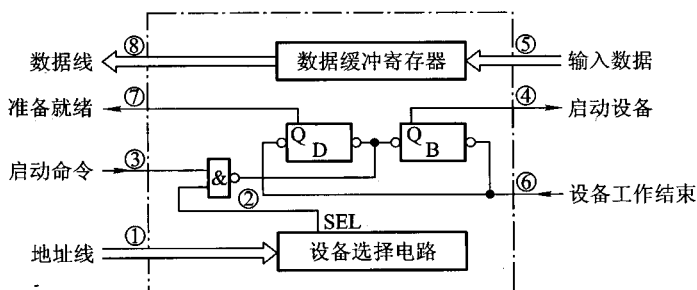 数据线 ⑧ 数据缓冲寄存器 ⑤ 输入数据
准备就绪 ⑦ ④ 启动设备
Q D Q B
启动命令 ③ & ② ⑥ 设备工作结束
SEL
地址线 ① 设备选择电路